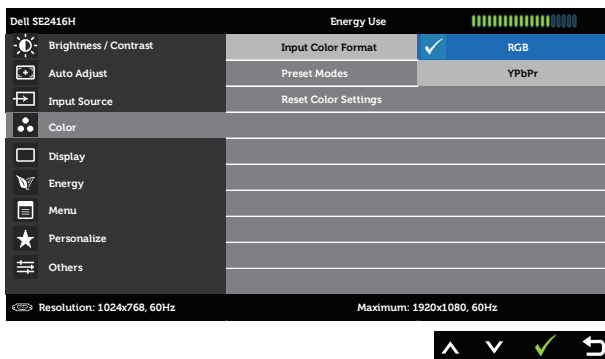 Dell SE2416H Energy Use
Brightness / Contrast Input Color Format RGB
Auto Adjust Preset Modes YPbPr
Input Source Reset Color Settings
Color
Display
Energy
Menu
Personalize
Others
Resolution: 1024x768, 60Hz Maximum: 1920x1080, 60Hz